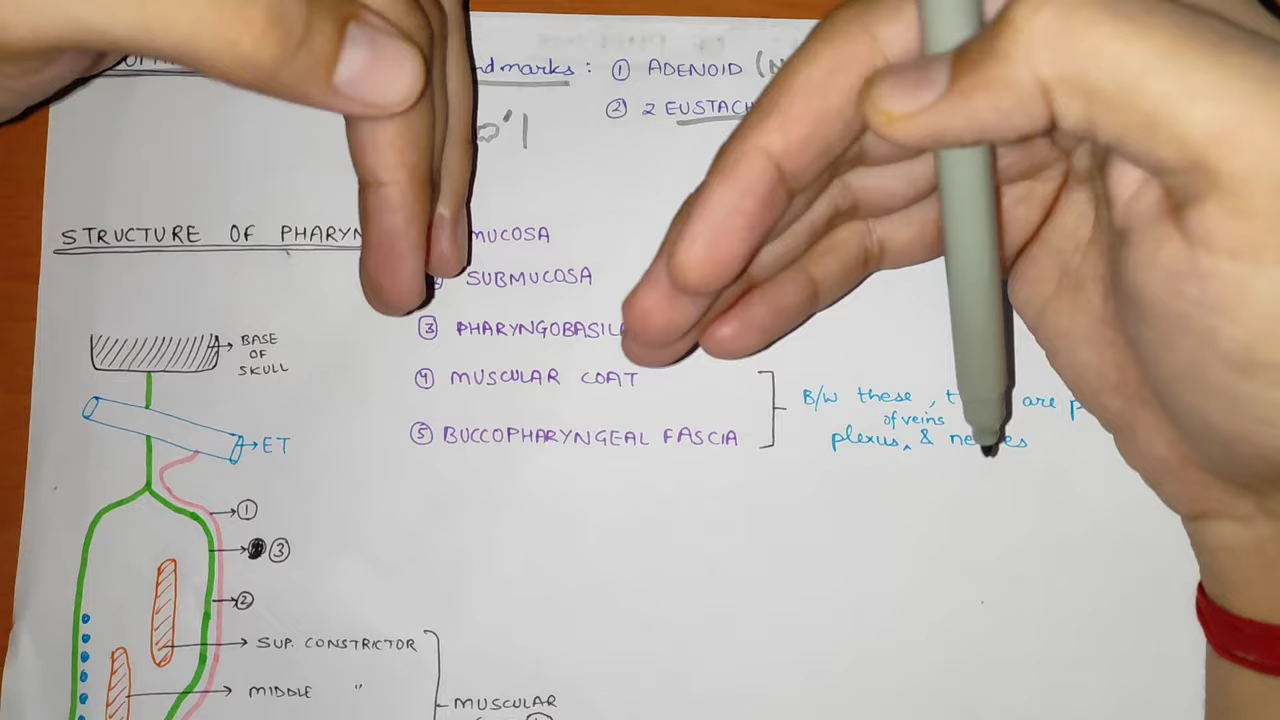 ndmarks : ① ADENOID (N
② 2 EUSTACH
STRUCTURE OF PHARYN
MUCOSA
SUBMUCOSA
③ PHARYNGOBASIL
④ MUSCULAR COAT
⑤ BUCCOPHARYNGEAL FASCIA
B/W these, are p
of veins
plexus, & ne es
BASE
OF
SKULL
ET
①
③
②
SUP. CONSTRICTOR
MIDDLE "
MUSCULAR